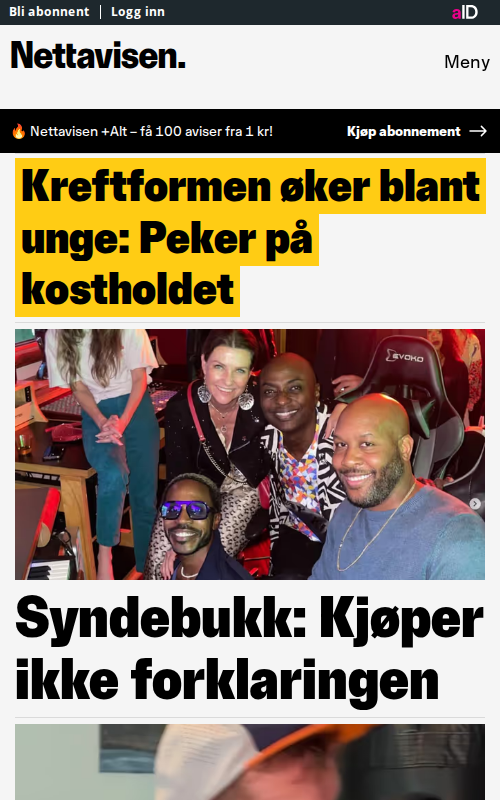 Bli abonnent | Logg inn
aID
Nettavisen.
Meny
🔥 Nettavisen +Alt – få 100 aviser fra 1 kr!
Kjøp abonnement →
Kreftformen øker blant
unge: Peker på
kostholdet
EVOKO
Syndebukk: Kjøper
ikke forklaringen